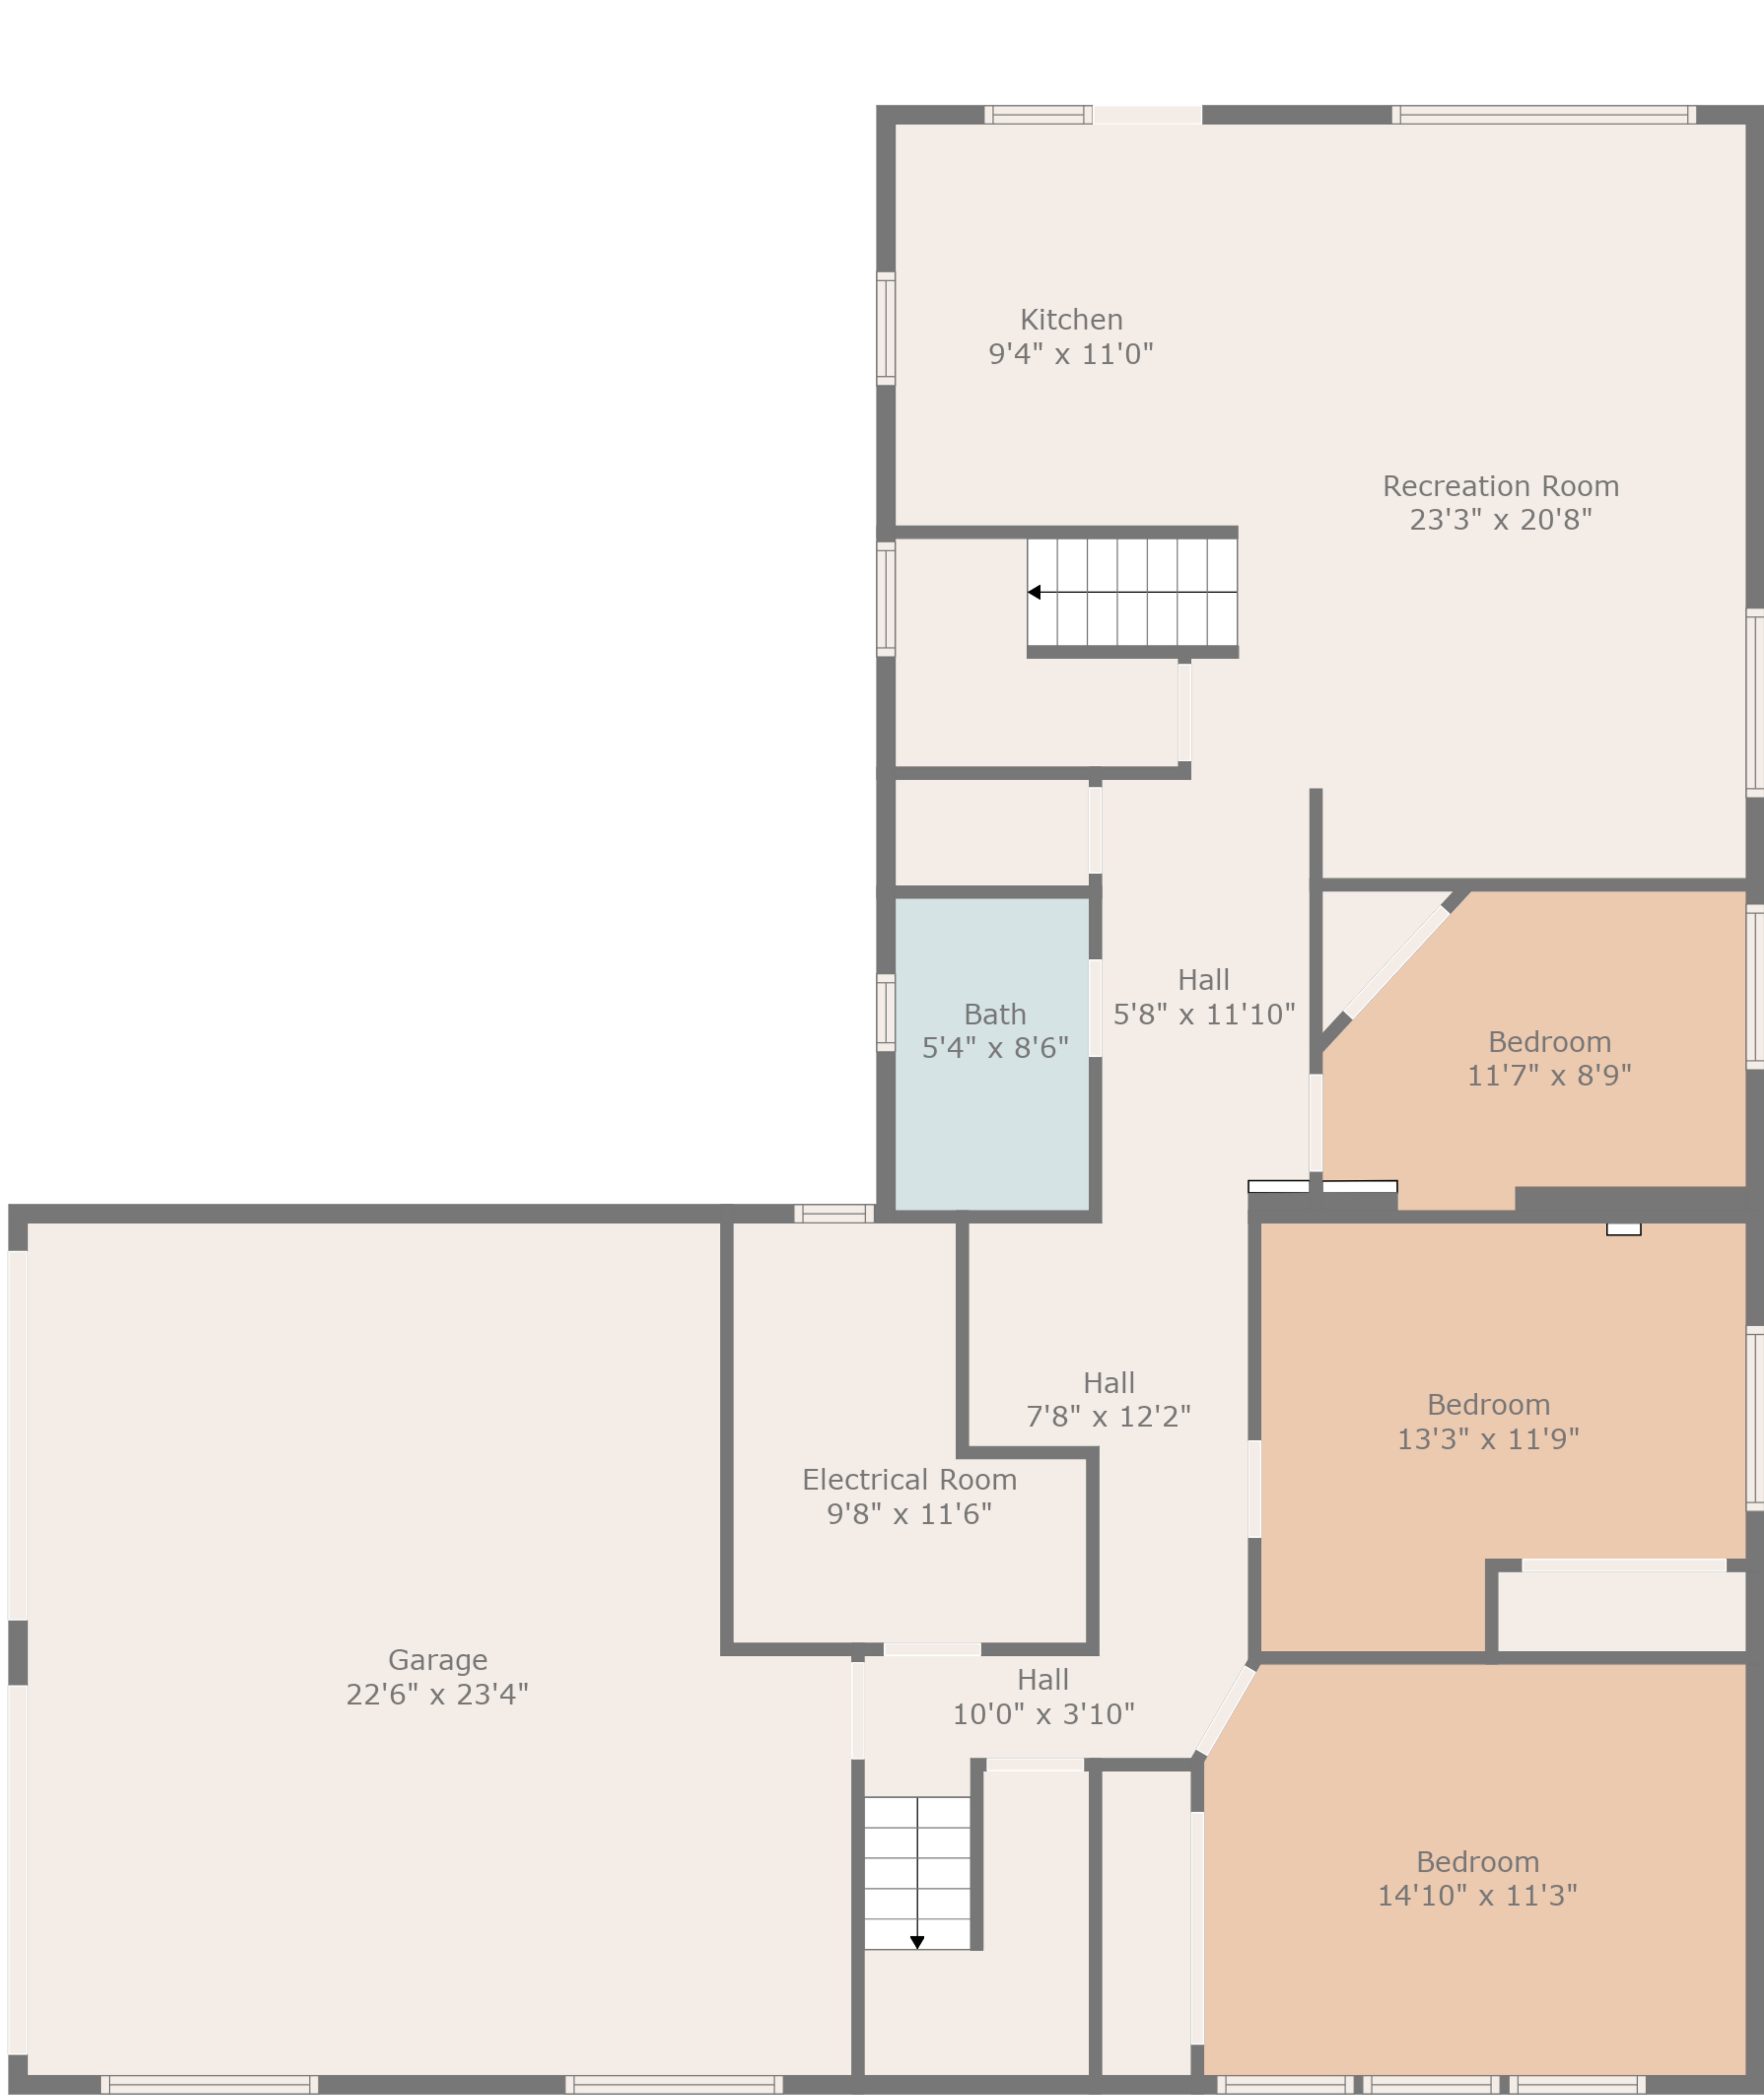 Kitchen
9'4" x 11'0"
Recreation Room
23'3" x 20'8"
Hall
5'8" x 11'10"
Bath
5'4" x 8'6"
Bedroom
11'7" x 8'9"
Hall
7'8" x 12'2"
Bedroom
13'3" x 11'9"
Electrical Room
9'8" x 11'6"
Garage
22'6" x 23'4"
Hall
10'0" x 3'10"
Bedroom
14'10" x 11'3"